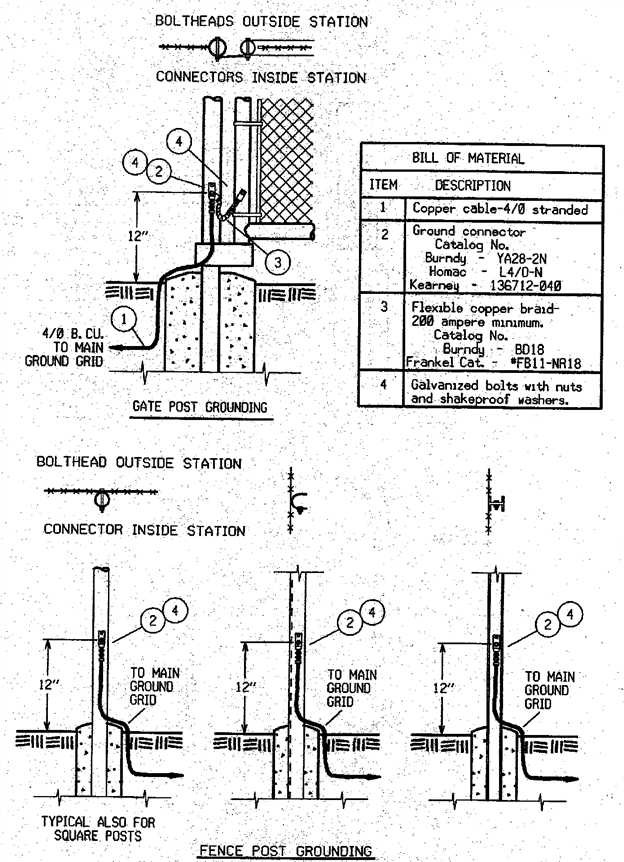 BOLTHEADS OUTSIDE STATION
CONNECTORS INSIDE STATION
4
4
2
12"
3
1
4/0 B. CU.
TO MAIN
GROUND GRID
GATE POST GROUNDING
BILL OF MATERIAL
ITEM DESCRIPTION
1 Copper cable-4/0 stranded
2 Ground connector
Catalog No.
Burndy - YA28-2N
Homac - L4/0-N
Kearney - 136712-040
3 Flexible copper braid-
200 ampere minimum.
Catalog No.
Burndy - BD18
Frankel Cat. - #FB11-NR18
4 Galvanized bolts with nuts
and shakeproof washers.
BOLTHEAD OUTSIDE STATION
CONNECTOR INSIDE STATION
2 4
12"
TO MAIN
GROUND
GRID
TYPICAL ALSO FOR
SQUARE POSTS
2 4
12"
TO MAIN
GROUND
GRID
2 4
12"
TO MAIN
GROUND
GRID
FENCE POST GROUNDING